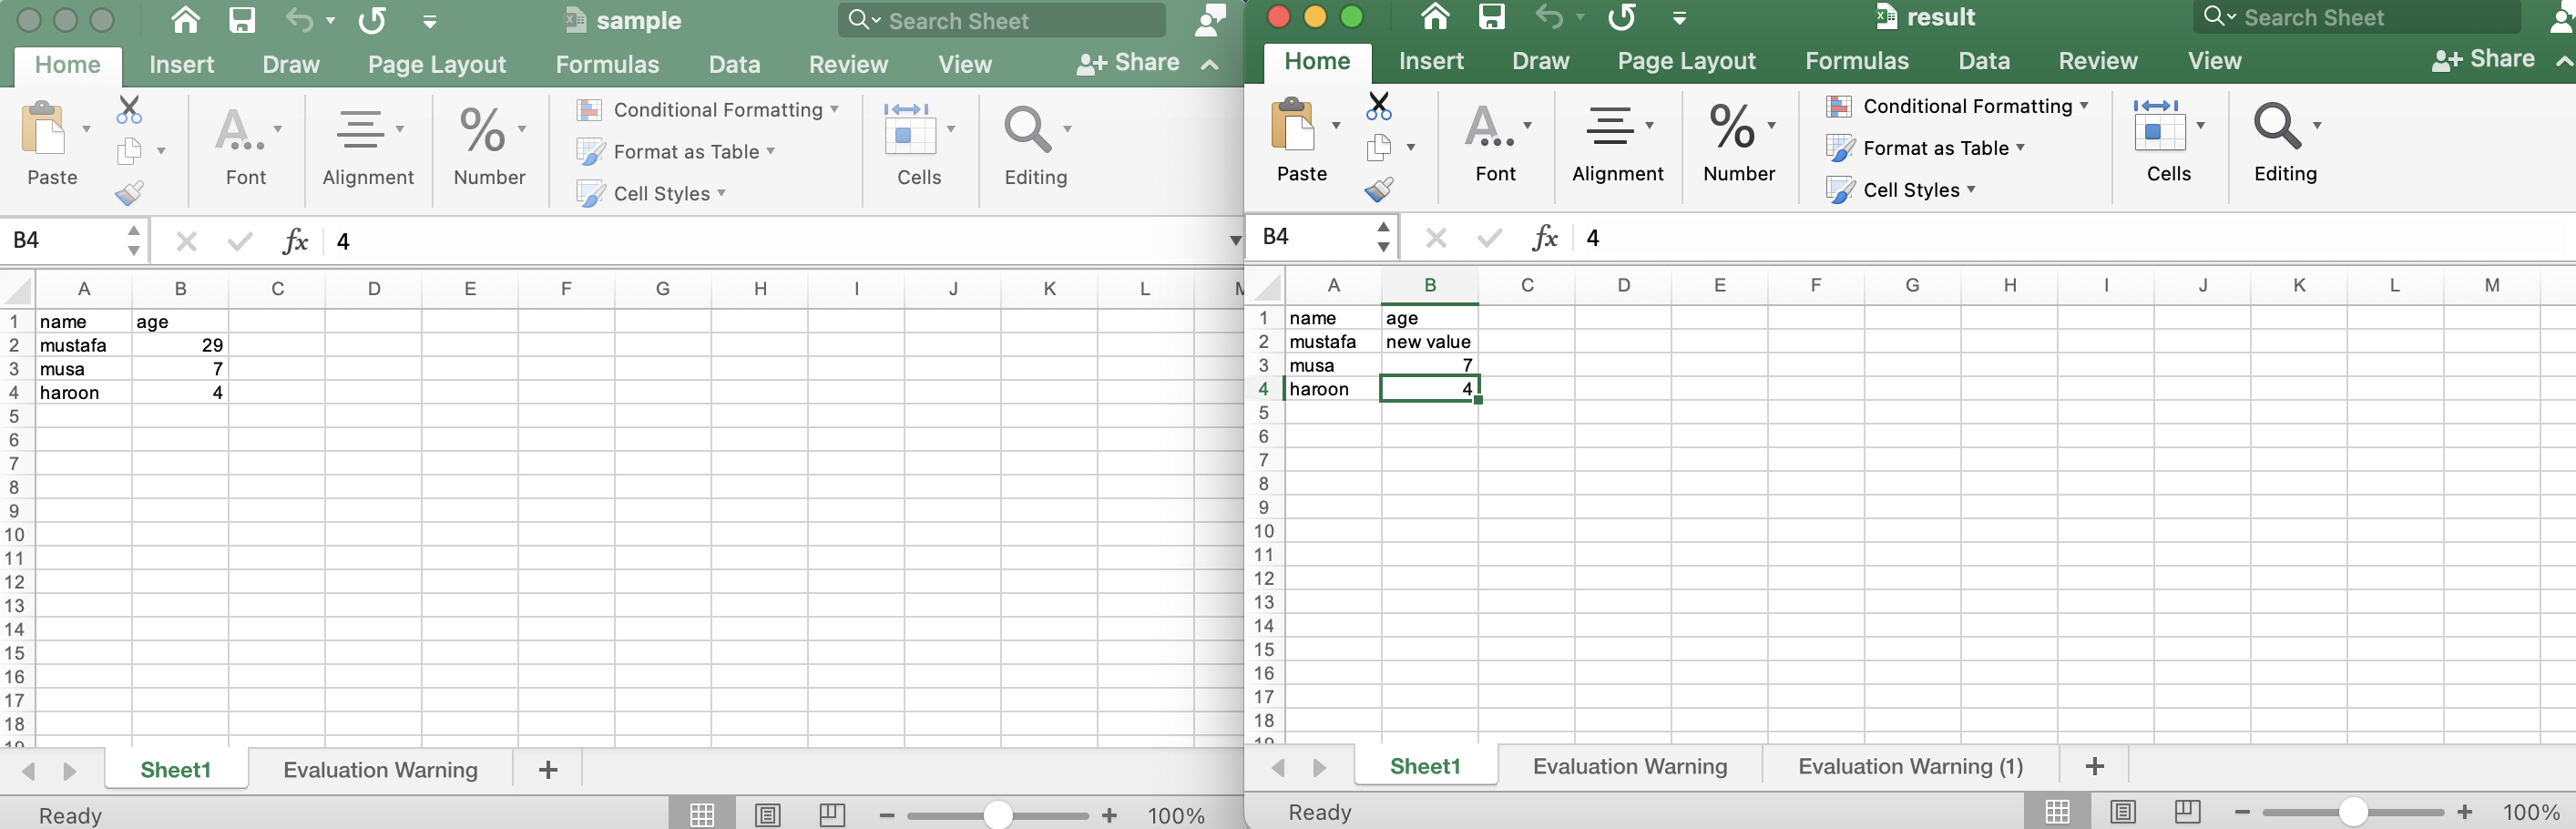 sample
Search Sheet
Home Insert Draw Page Layout Formulas Data Review View Share
Paste
A...
Font
Alignment
%
Number
Conditional Formatting
Format as Table
Cell Styles
Cells
Editing
B4 fx 4
A B C D E F G H I J K L
1 name age
2 mustafa 29
3 musa 7
4 haroon 4
5
6
7
8
9
10
11
12
13
14
15
16
17
18
19
Sheet1 Evaluation Warning +
Ready
− + 100%
result
Search Sheet
Home Insert Draw Page Layout Formulas Data Review View Share
Paste
A...
Font
Alignment
%
Number
Conditional Formatting
Format as Table
Cell Styles
Cells
Editing
B4 fx 4
A B C D E F G H I J K L M
1 name age
2 mustafa new value
3 musa 7
4 haroon 4
5
6
7
8
9
10
11
12
13
14
15
16
17
18
19
Sheet1 Evaluation Warning Evaluation Warning (1) +
Ready
− + 100%